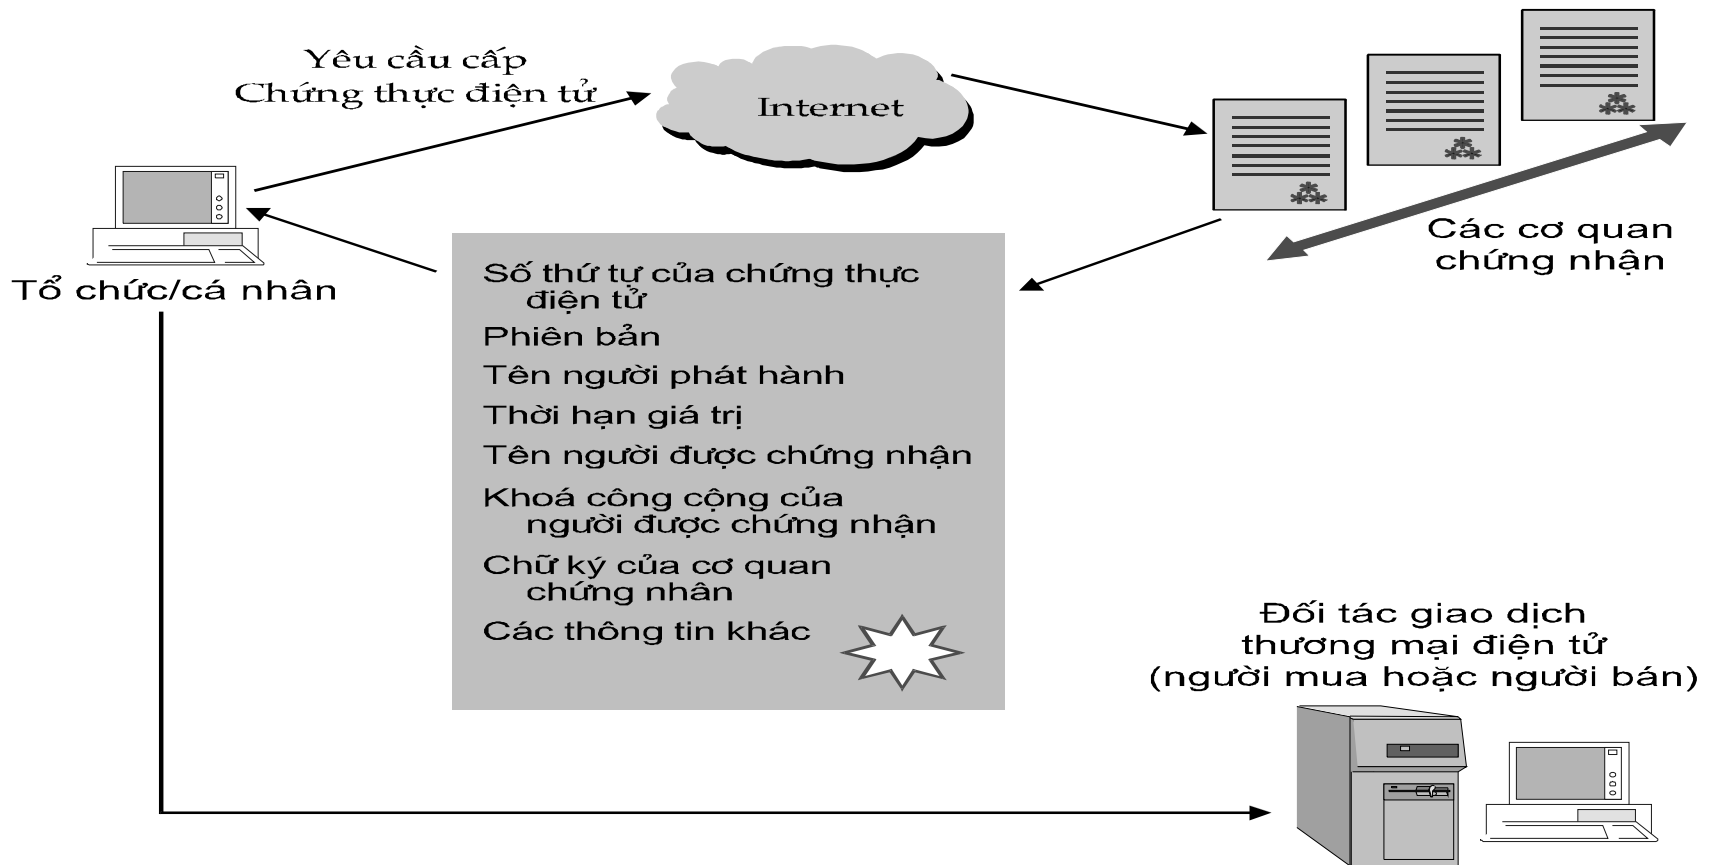 Yêu cầu cấp
Chứng thực điện tử
Internet
Các cơ quan
chứng nhận
Tổ chức/cá nhân
Số thứ tự của chứng thực
điện tử
Phiên bản
Tên người phát hành
Thời hạn giá trị
Tên người được chứng nhận
Khoá công cộng của
người được chứng nhận
Chữ ký của cơ quan
chứng nhân
Các thông tin khác
Đối tác giao dịch
thương mại điện tử
(người mua hoặc người bán)